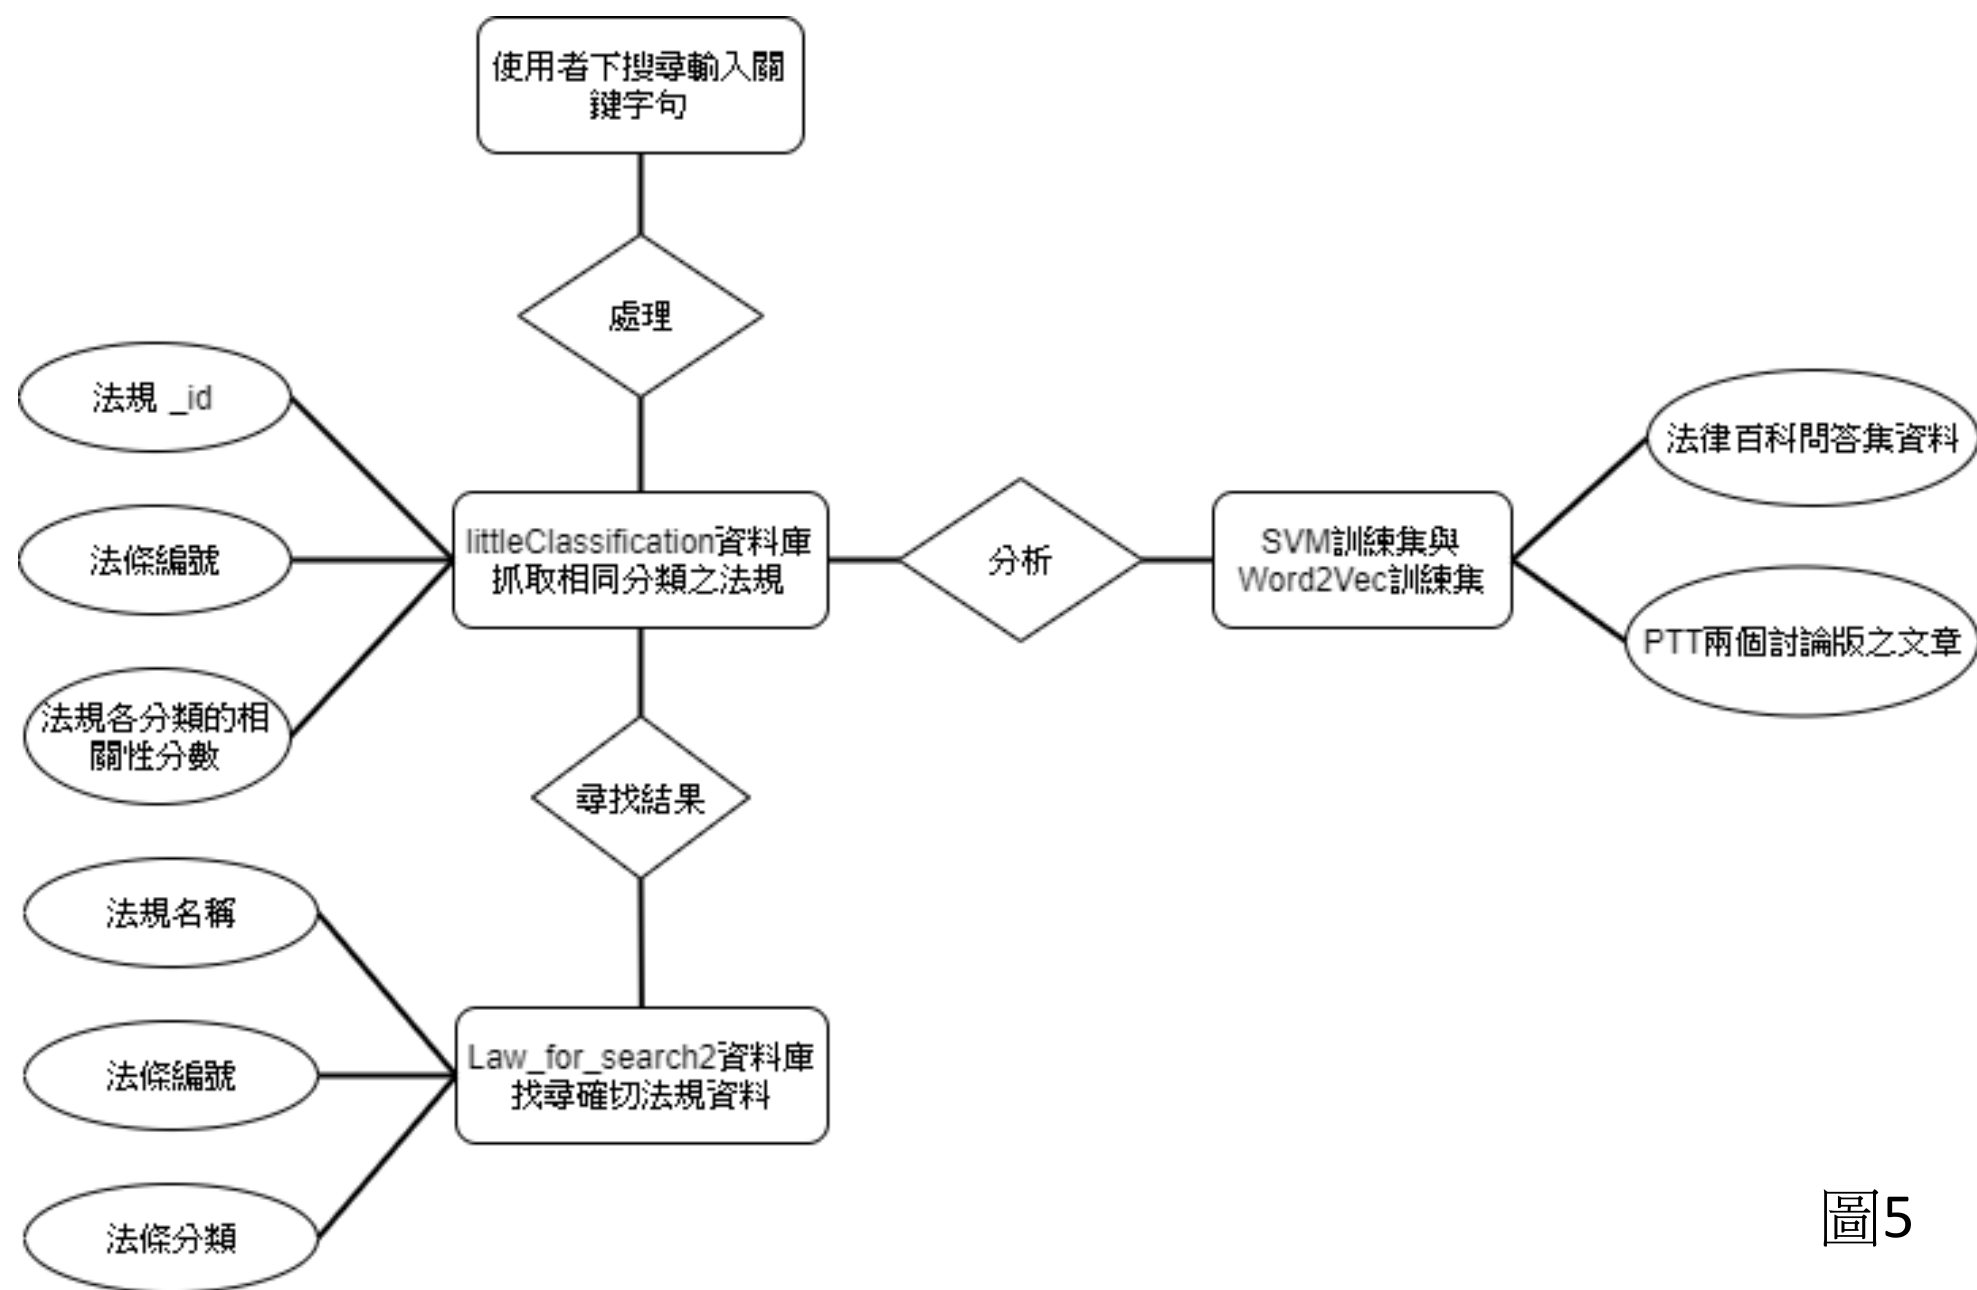 使用者下搜尋輸入關
鍵字句
處理
法規 _id
法條編號
法規各分類的相
關性分數
littleClassification資料庫
抓取相同分類之法規
分析
SVM訓練集與
Word2Vec訓練集
法律百科問答集資料
PTT兩個討論版之文章
尋找結果
法規名稱
法條編號
法條分類
Law_for_search2資料庫
找尋確切法規資料
圖5